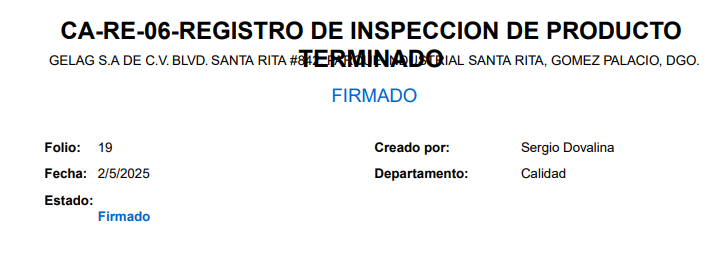 CA-RE-06-REGISTRO DE INSPECCION DE PRODUCTO
TERMINADO
GELAG S.A DE C.V. BLVD. SANTA RITA #842, PARQUE INDUSTRIAL SANTA RITA, GOMEZ PALACIO, DGO.
FIRMADO
Folio: 19 Creado por: Sergio Dovalina
Fecha: 2/5/2025 Departamento: Calidad
Estado:
Firmado